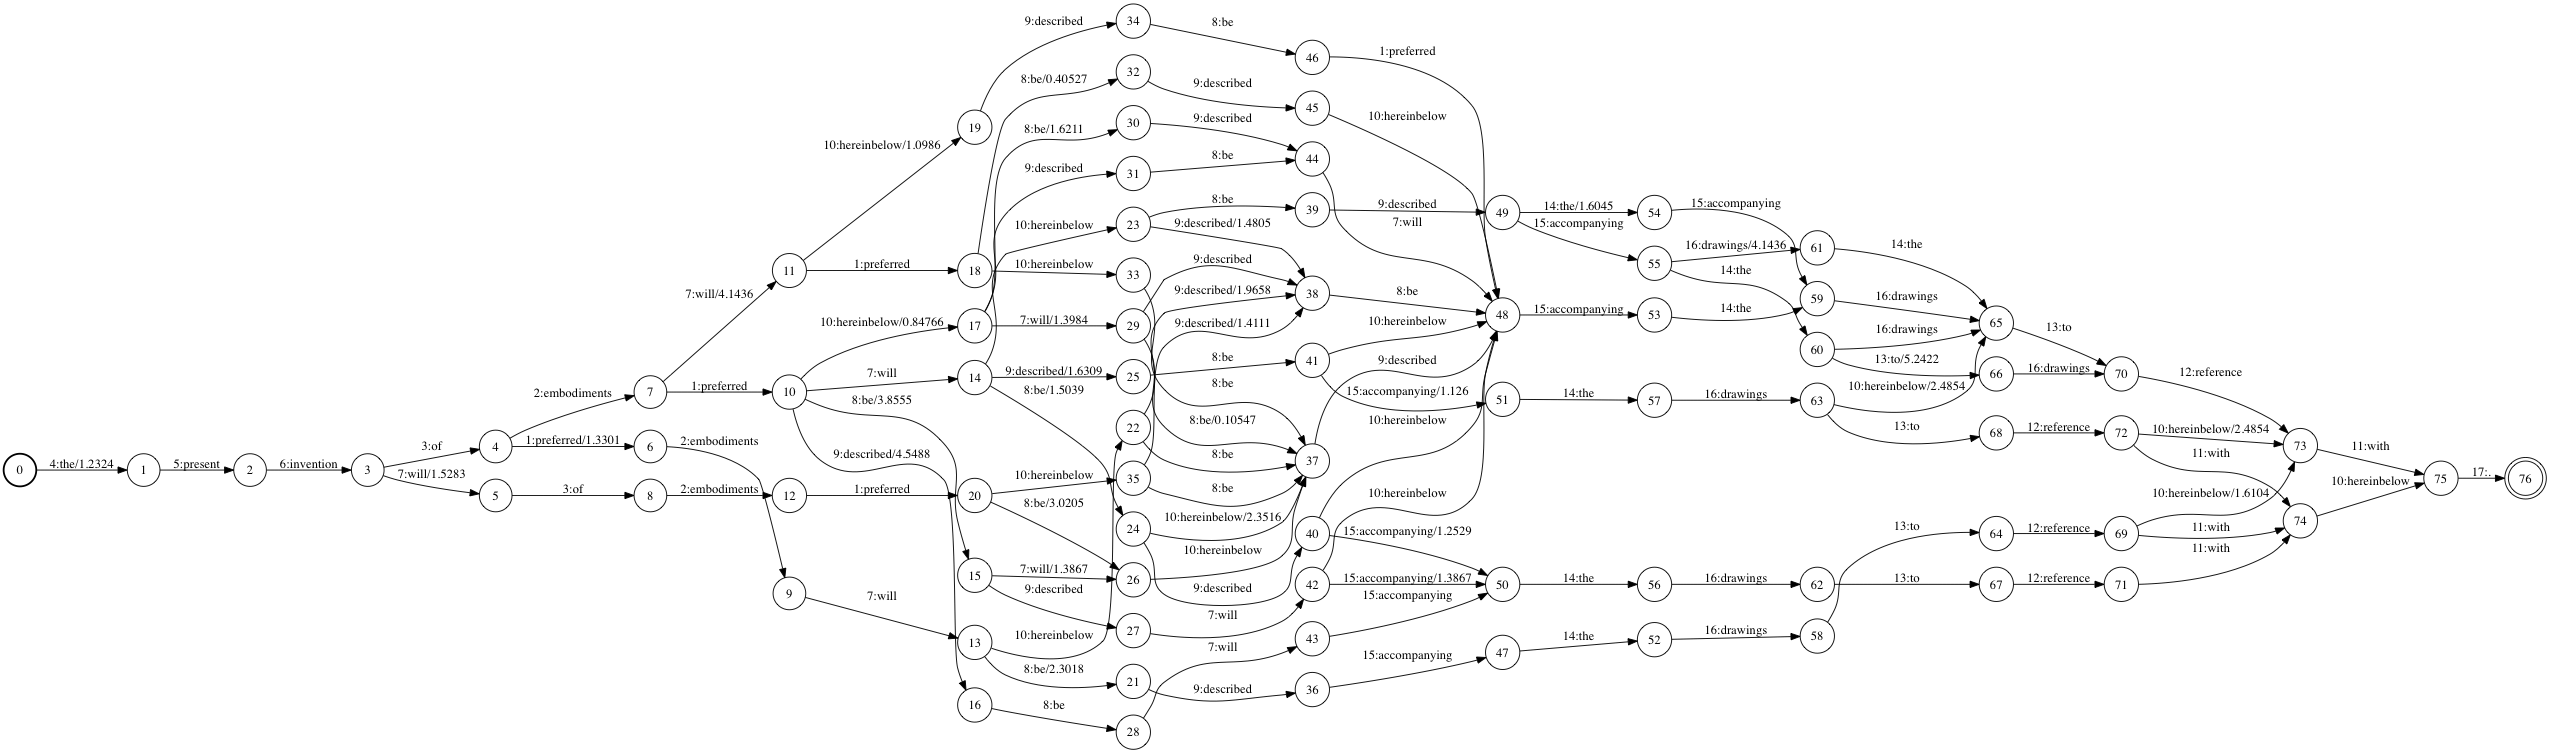 9:described
34
8:be
46
1:preferred
8:be/0.40527
32
9:described
45
10:hereinbelow
19
10:hereinbelow/1.0986
8:be/1.6211
30
9:described
44
9:described
31
8:be
7:will
10:hereinbelow
23
8:be
39
9:described
49
14:the/1.6045
54
15:accompanying
9:described/1.4805
15:accompanying
55
16:drawings/4.1436
61
14:the
14:the
11
1:preferred
18
10:hereinbelow
33
9:described
38
8:be
7:will/4.1436
9:described/1.9658
59
16:drawings
48
15:accompanying
53
14:the
65
13:to
10:hereinbelow/0.84766
17
7:will/1.3984
29
9:described/1.4111
10:hereinbelow
60
16:drawings
13:to/5.2422
66
16:drawings
70
12:reference
7:will
14
9:described/1.6309
25
8:be
41
9:described
8:be/1.5039
8:be
15:accompanying/1.126
51
14:the
57
16:drawings
63
10:hereinbelow/2.4854
2:embodiments
7
1:preferred
10
8:be/3.8555
8:be/0.10547
10:hereinbelow
22
8:be
37
13:to
68
12:reference
72
10:hereinbelow/2.4854
73
11:with
11:with
3:of
4
1:preferred/1.3301
6
2:embodiments
9:described/4.5488
0
4:the/1.2324
1
5:present
2
6:invention
3
7:will/1.5283
5
3:of
8
2:embodiments
12
1:preferred
20
10:hereinbelow
35
8:be
8:be/3.0205
10:hereinbelow
10:hereinbelow/1.6104
10:hereinbelow
75
17:.
76
24
10:hereinbelow/2.3516
40
15:accompanying/1.2529
13:to
64
12:reference
69
11:with
74
11:with
10:hereinbelow
15
7:will/1.3867
26
9:described
9:described
42
15:accompanying/1.3867
50
14:the
56
16:drawings
62
13:to
67
12:reference
71
15:accompanying
9
7:will
13
10:hereinbelow
27
7:will
7:will
43
8:be/2.3018
21
9:described
36
15:accompanying
47
14:the
52
16:drawings
58
16
8:be
28